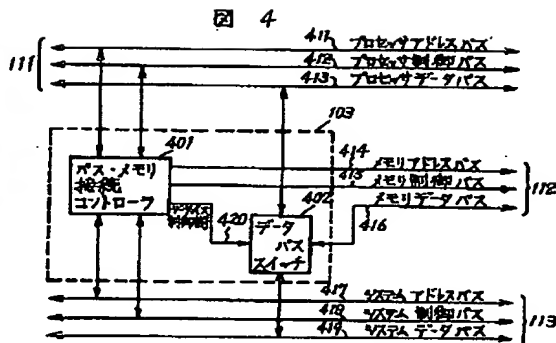 図 4
411 プロセッサアドレスバス
412 プロセッサ制御バス
413 プロセッサデータバス
111
103
401
バス・メモリ
接続
コントローラ
414
メモリアドレスバス
415 メモリ制御バス
402 メモリデータバス
416
112
420
データ
パス
スイッチ
417 システムアドレスバス
418 システム制御バス
419 システムデータバス
113